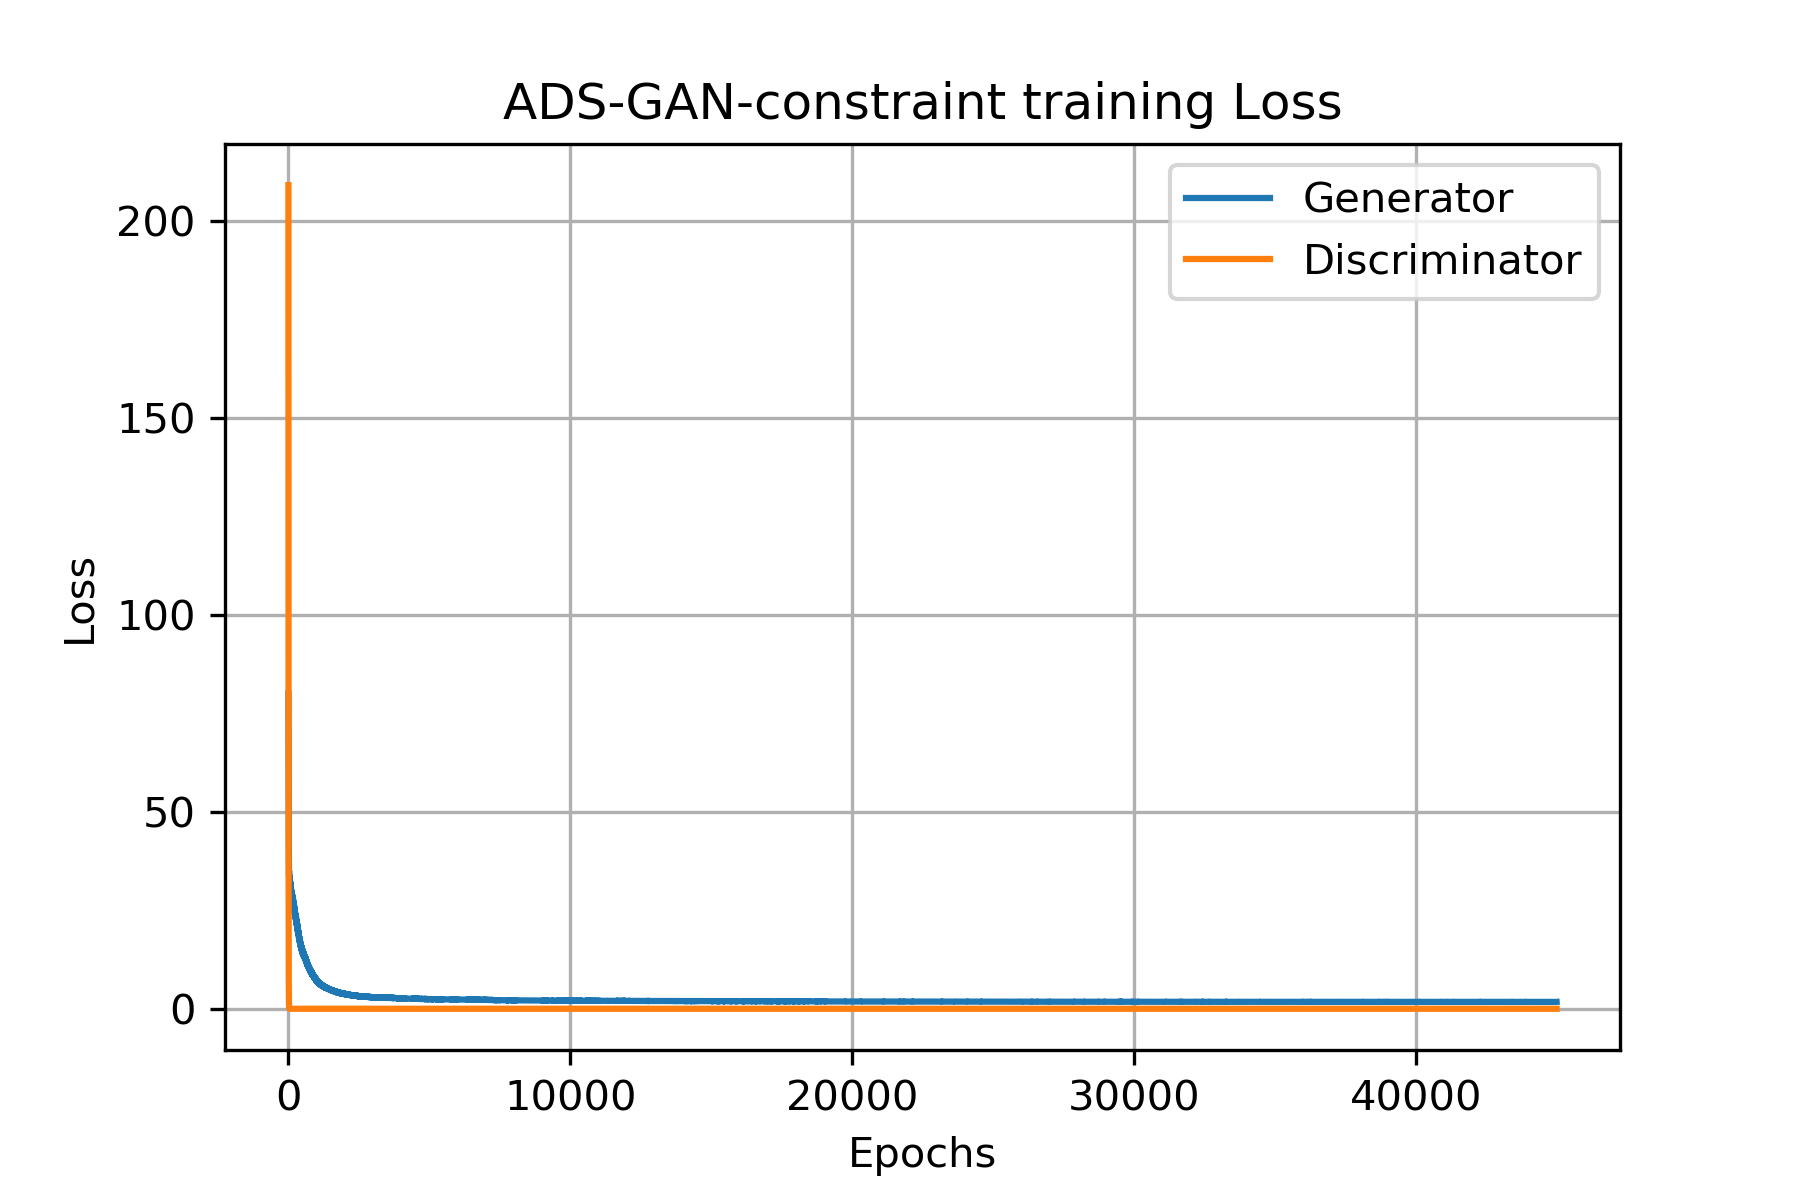 ADS-GAN-constraint training Loss
Generator
Discriminator
200
150
100
50
0
Loss
0
10000
20000
30000
40000
Epochs